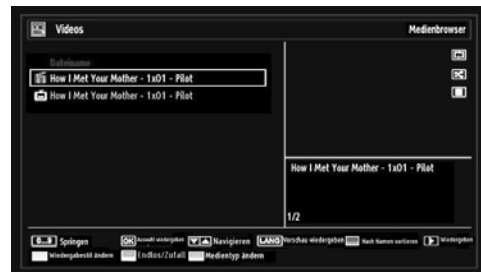 Videos
Medienbrowser
Dateiname
How I Met Your Mother - 1x01 - Pilot
How I Met Your Mother - 1x01 - Pilot
How I Met Your Mother - 1x01 - Pilot
1/2
0...9 Springen OK Auswahl wiedergeben Navigieren LANG Vorschau wiedergeben Nach Namen sortieren Wiedergeben
Wiedergabestil ändern Endlos/Zufall Medientyp ändern